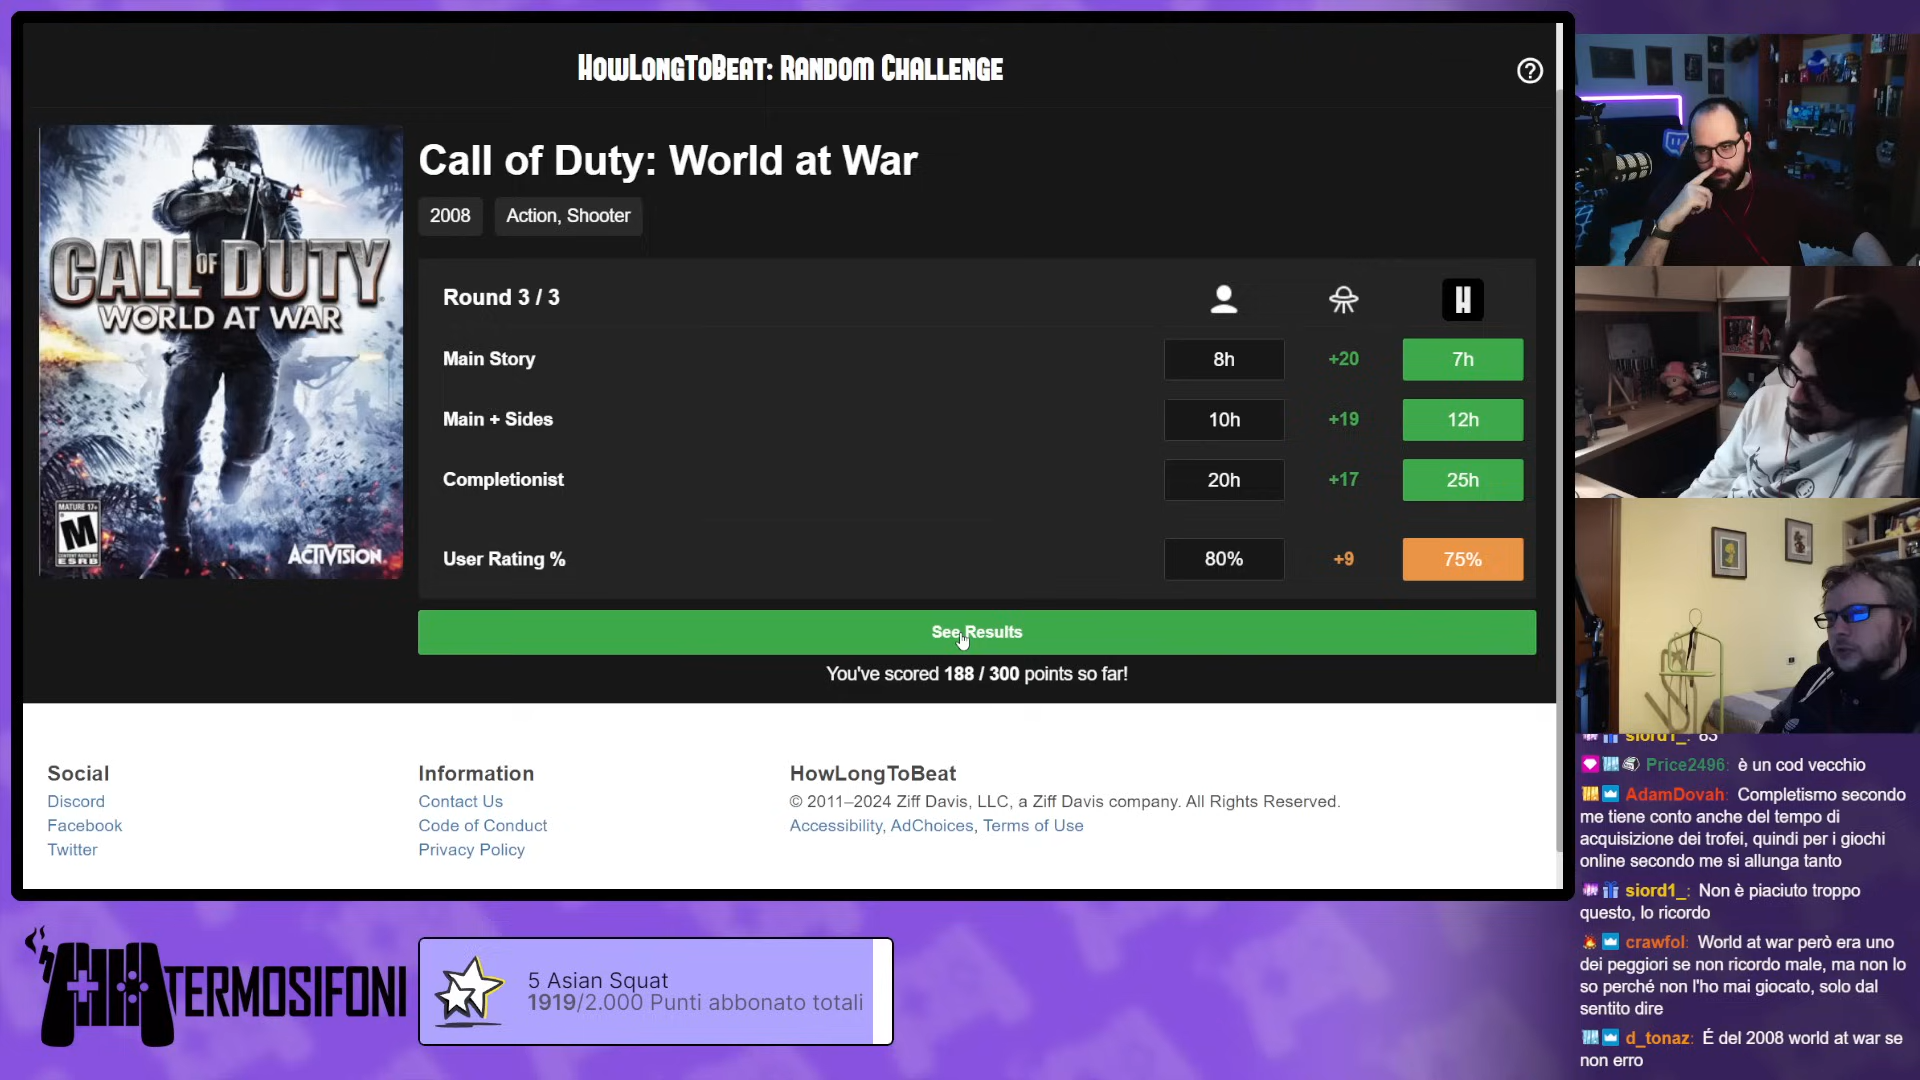 HowLongToBeat: Random Challenge
?
CALL OF DUTY
WORLD AT WAR
MATURE 17+
M
ESRB
ACTIVISION
Call of Duty: World at War
2008
Action, Shooter
Round 3 / 3
Main Story
8h
+20
7h
Main + Sides
10h
+19
12h
Completionist
20h
+17
25h
User Rating %
80%
+9
75%
See Results
You've scored 188 / 300 points so far!
Social
Discord
Facebook
Twitter
Information
Contact Us
Code of Conduct
Privacy Policy
HowLongToBeat
© 2011–2024 Ziff Davis, LLC, a Ziff Davis company. All Rights Reserved.
Accessibility, AdChoices, Terms of Use
TERMOSIFONI
5 Asian Squat
1919/2.000 Punti abbonato totali
siord1_: 83
Price2496: è un cod vecchio
AdamDovah: Completismo secondo
me tiene conto anche del tempo di
acquisizione dei trofei, quindi per i giochi
online secondo me si allunga tanto
siord1_: Non è piaciuto troppo
questo, lo ricordo
crawfol: World at war però era uno
dei peggiori se non ricordo male, ma non lo
so perché non l'ho mai giocato, solo dal
sentito dire
d_tonaz: É del 2008 world at war se
non erro